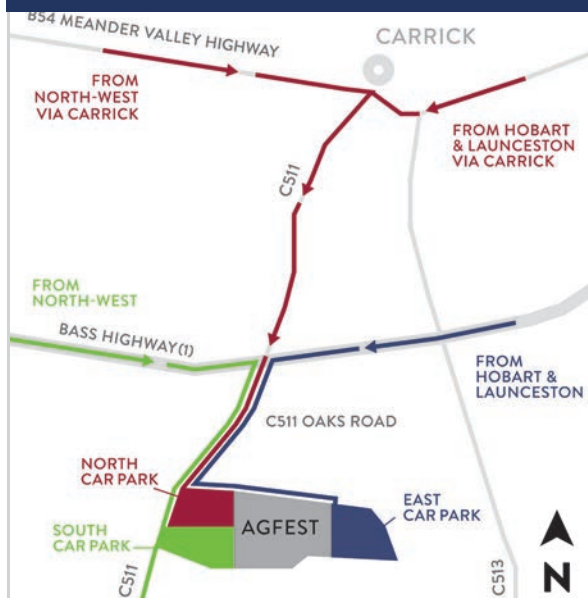 B54 MEANDER VALLEY HIGHWAY
CARRICK
FROM
NORTH-WEST
VIA CARRICK
FROM HOBART
& LAUNCESTON
VIA CARRICK
C511
FROM
NORTH-WEST
BASS HIGHWAY(1)
FROM
HOBART &
LAUNCESTON
C511 OAKS ROAD
NORTH
CAR PARK
SOUTH
CAR PARK
AGFEST
EAST
CAR PARK
C511
C513
N